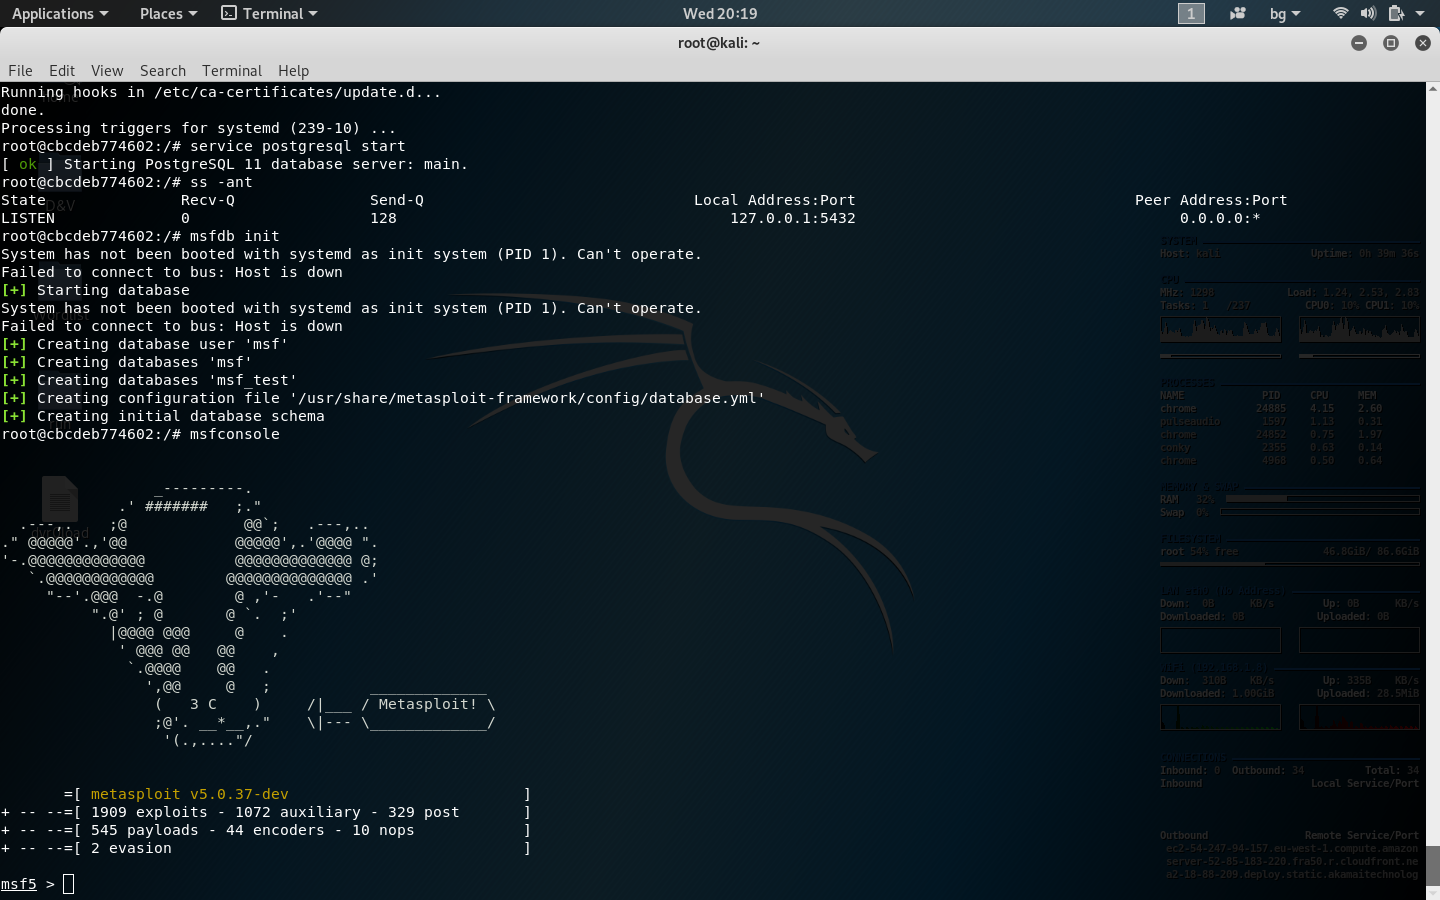 Applications Places Terminal Wed 20:19 1 bg
root@kali: ~
File Edit View Search Terminal Help
Running hooks in /etc/ca-certificates/update.d...
done.
Processing triggers for systemd (239-10) ...
root@cbcdeb774602:/# service postgresql start
[ ok ] Starting PostgreSQL 11 database server: main.
root@cbcdeb774602:/# ss -ant
State Recv-Q Send-Q Local Address:Port Peer Address:Port
LISTEN 0 128 127.0.0.1:5432 0.0.0.0:*
root@cbcdeb774602:/# msfdb init
System has not been booted with systemd as init system (PID 1). Can't operate.
Failed to connect to bus: Host is down
[+] Starting database
System has not been booted with systemd as init system (PID 1). Can't operate.
Failed to connect to bus: Host is down
[+] Creating database user 'msf'
[+] Creating databases 'msf'
[+] Creating databases 'msf_test'
[+] Creating configuration file '/usr/share/metasploit-framework/config/database.yml'
[+] Creating initial database schema
root@cbcdeb774602:/# msfconsole
_---------.
.' #######   ;."
.---,.    ;@             @@`;   .---,..
." @@@@@'.,'@@            @@@@@',.'@@@@ ".
'-.@@@@@@@@@@@@@          @@@@@@@@@@@@@ @;
`.@@@@@@@@@@@@        @@@@@@@@@@@@@@ .'
"--'.@@@  -.@        @ ,'-   .'--"
".@' ; @       @ `.  ;'
|@@@@ @@@     @    .
' @@@ @@   @@    ,
`.@@@@    @@   .
',@@     @   ;           _____________
(   3 C    )     /|___ / Metasploit! \
;@'. __*__,."    \|--- \_____________/
'(.,...."/
=[ metasploit v5.0.37-dev ]
+ -- --=[ 1909 exploits - 1072 auxiliary - 329 post ]
+ -- --=[ 545 payloads - 44 encoders - 10 nops ]
+ -- --=[ 2 evasion ]
msf5 >
D&V
SYSTEM
Host: kali Uptime: 0h 39m 36s
CPU
MHz: 1298 Load: 1.24, 2.53, 2.83
Tasks: 1 /237 CPU0: 10% CPU1: 10%
PROCESSES
NAME PID CPU MEM
chrome 24885 4.15 2.60
pulseaudio 1597 1.13 0.31
chrome 24852 0.75 1.97
conky 2355 0.63 0.14
chrome 4968 0.50 0.64
MEMORY & SWAP
RAM 32%
Swap 0%
FILESYSTEM
root 54% free 46.8GiB/ 86.6GiB
Down: 0B KB/s Up: 0B KB/s
Downloaded: 0B Uploaded: 0B
Down: 310B KB/s Up: 335B KB/s
Downloaded: 1.00GiB Uploaded: 28.5MiB
CONNECTIONS
Inbound: 0 Outbound: 34 Total: 34
Inbound Local Service/Port
Outbound Remote Service/Port
ec2-54-247-94-157.eu-west-1.compute.amazon
server-52-85-183-220.fra50.r.cloudfront.ne
a2-18-88-209.deploy.static.akamaitechnolog